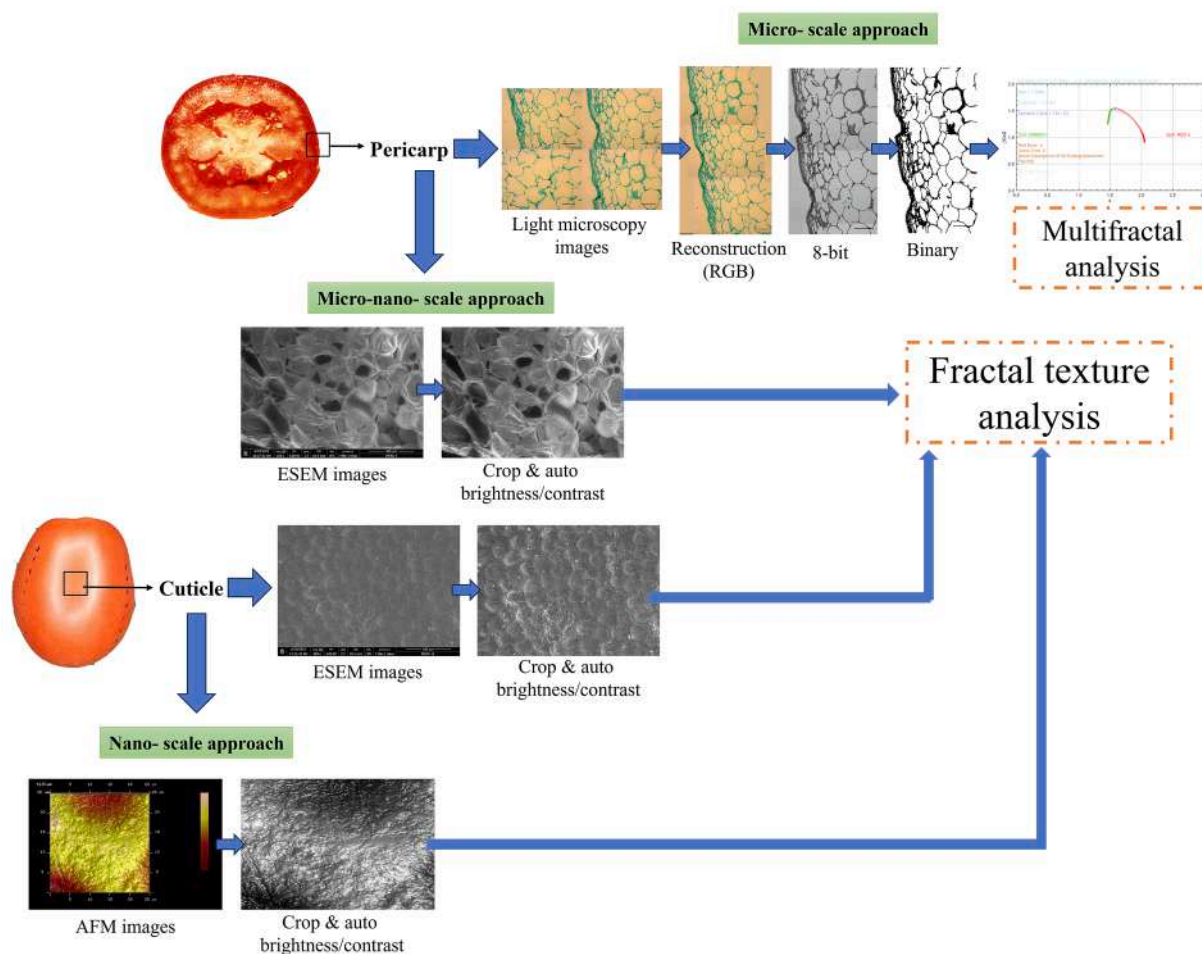 Micro- scale approach
Pericarp
Light microscopy
images
Reconstruction
(RGB)
8-bit
Binary
Multifractal
analysis
Micro-nano- scale approach
ESEM images
Crop & auto
brightness/contrast
Fractal texture
analysis
Cuticle
ESEM images
Crop & auto
brightness/contrast
Nano- scale approach
AFM images
Crop & auto
brightness/contrast